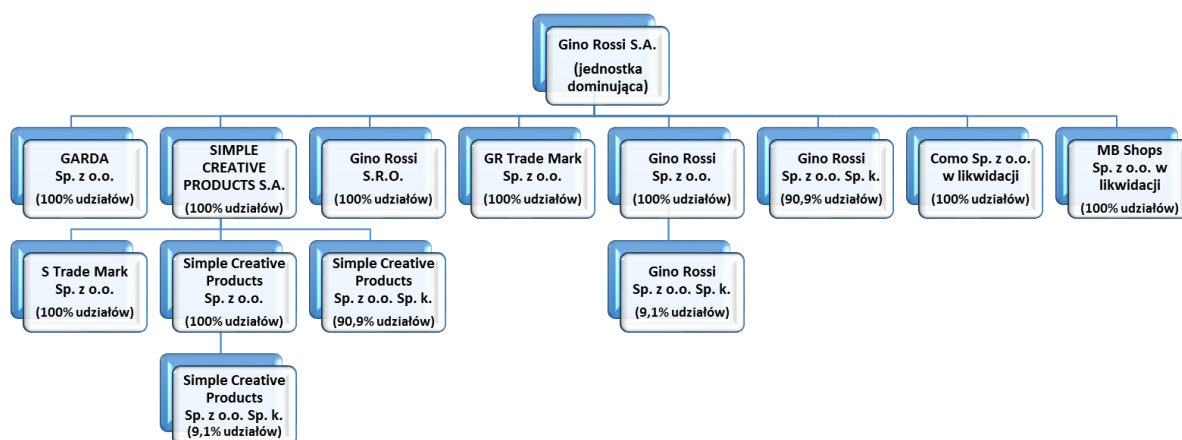 Gino Rossi S.A.
(jednostka
dominująca)
GARDA
Sp. z o.o.
(100% udziałów)
SIMPLE
CREATIVE
PRODUCTS S.A.
(100% udziałów)
Gino Rossi
S.R.O.
(100% udziałów)
GR Trade Mark
Sp. z o.o.
(100% udziałów)
Gino Rossi
Sp. z o.o.
(100% udziałów)
Gino Rossi
Sp. z o.o. Sp. k.
(90,9% udziałów)
Como Sp. z o.o.
w likwidacji
(100% udziałów)
MB Shops
Sp. z o.o. w
likwidacji
(100% udziałów)
S Trade Mark
Sp. z o.o.
(100% udziałów)
Simple Creative
Products
Sp. z o.o.
(100% udziałów)
Simple Creative
Products
Sp. z o.o. Sp. k.
(90,9% udziałów)
Gino Rossi
Sp. z o.o. Sp. k.
(9,1% udziałów)
Simple Creative
Products
Sp. z o.o. Sp. k.
(9,1% udziałów)